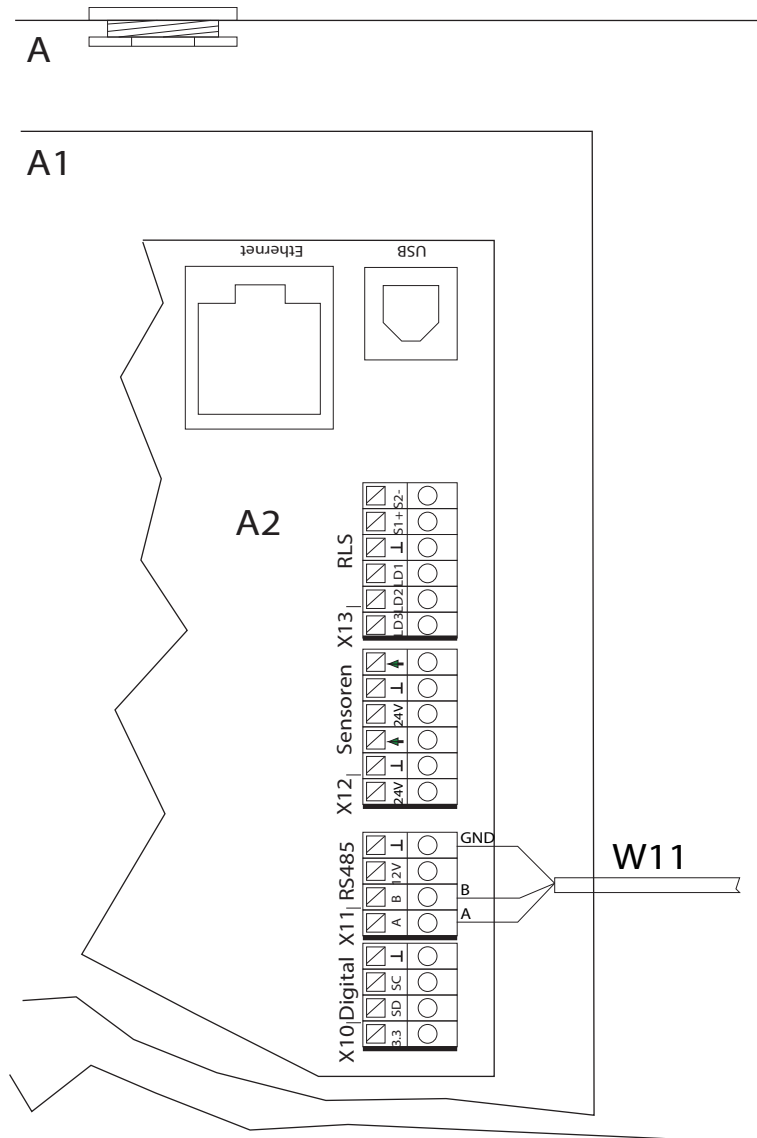 A
A1
Ethernet
USB
A2
RLS
X13
S2-
S1+
⊥
LD1
LD2
LD3
Sensoren
X12
⊥
24V
⊥
24V
RS485
X11
⊥
12V
B
A
GND
B
A
W11
Digital
X10
⊥
SC
SD
3.3